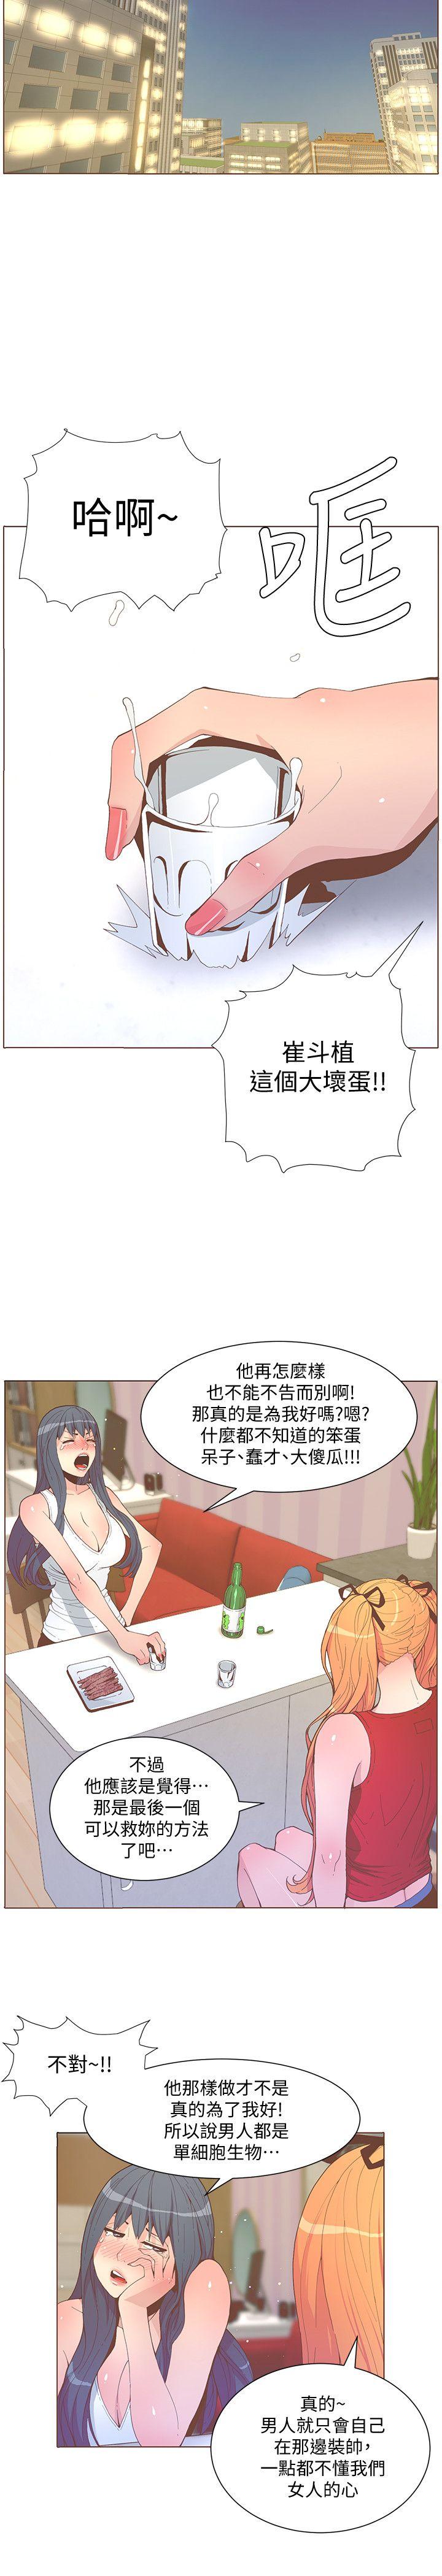 哈啊~
哐
崔斗植
這個大壞蛋!!
他再怎麼樣
也不能不告而別啊!
那真的是為我好嗎?嗯?
什麼都不知道的笨蛋
呆子、蠢才、大傻瓜!!!
不過
他應該是覺得…
那是最後一個
可以救妳的方法
了吧…
不對~!!
他那樣做才不是
真的為了我好!
所以說男人都是
單細胞生物…
真的~
男人就只會自己
在那邊裝帥,
一點都不懂我們
女人的心